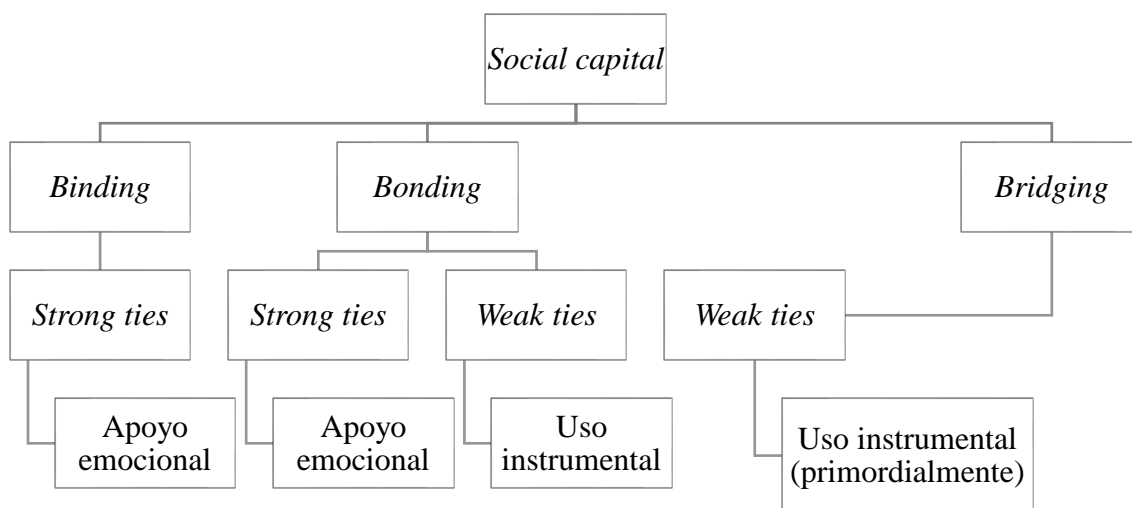 Social capital
Binding
Bonding
Bridging
Strong ties
Strong ties
Weak ties
Weak ties
Apoyo
emocional
Apoyo
emocional
Uso
instrumental
Uso instrumental
(primordialmente)